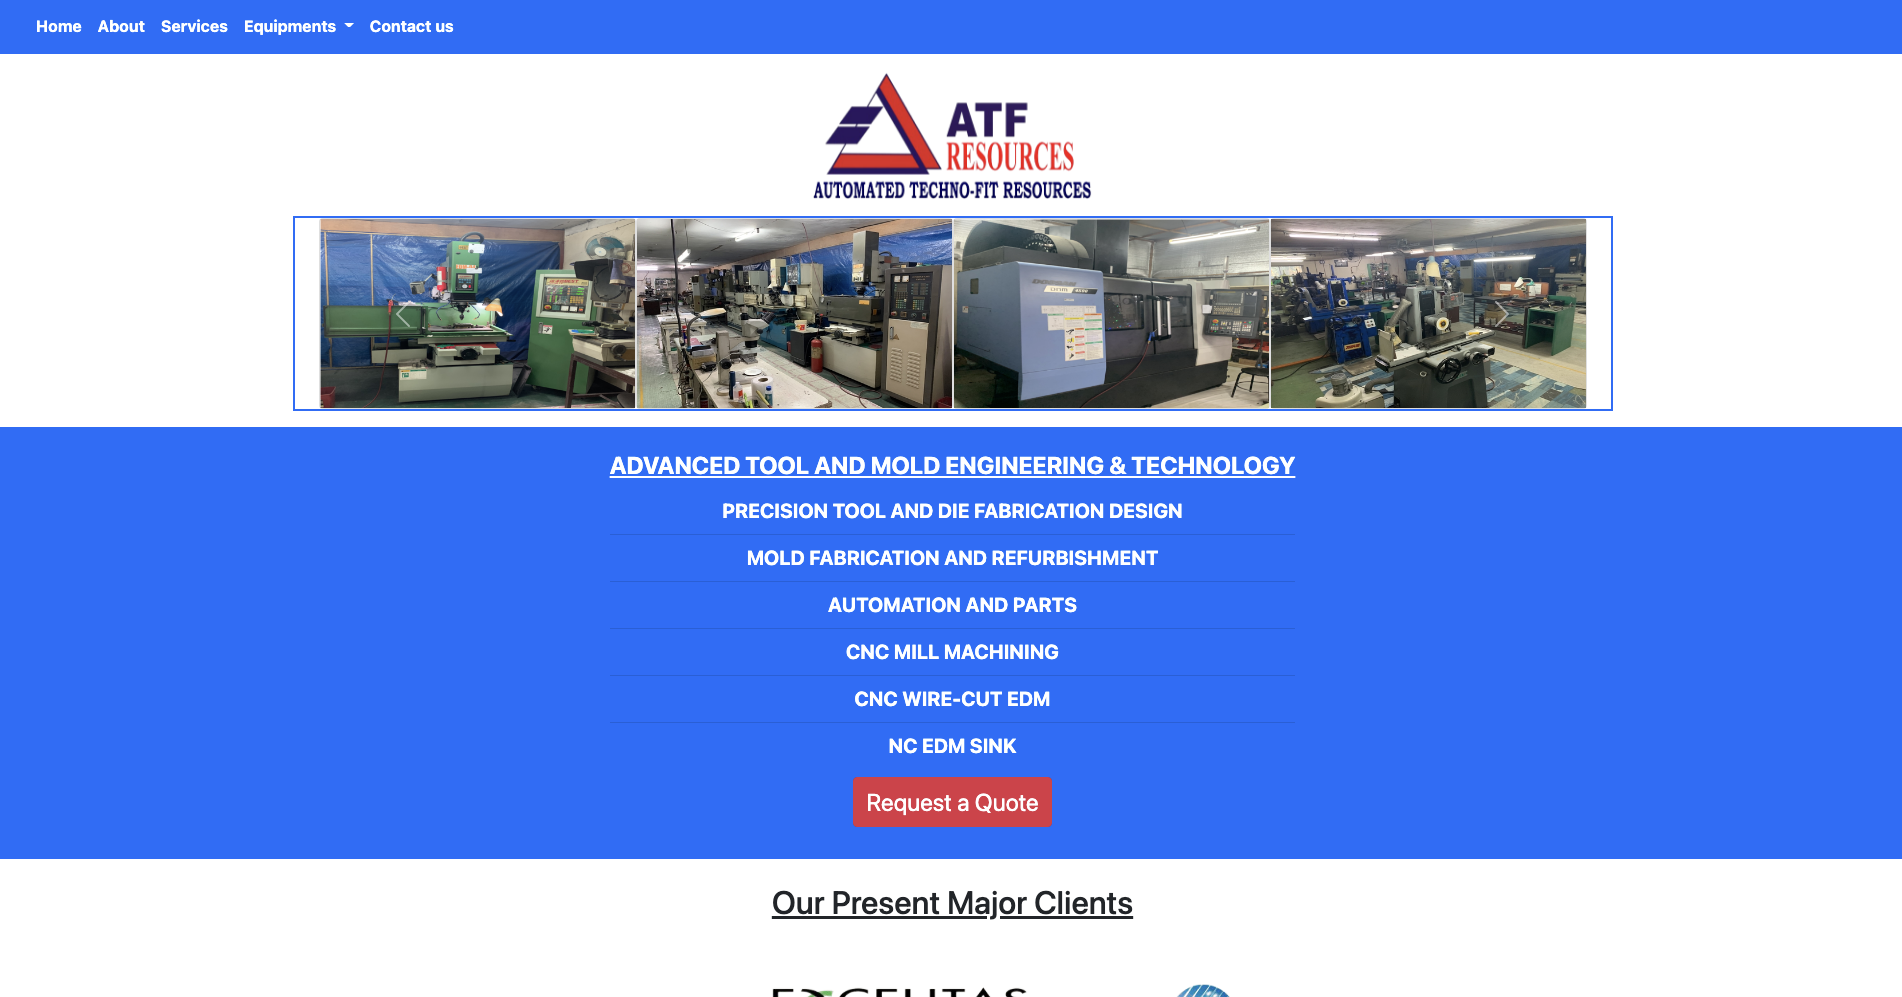 Home About Services Equipments Contact us
ATF
RESOURCES
AUTOMATED TECHNO-FIT RESOURCES
ADVANCED TOOL AND MOLD ENGINEERING & TECHNOLOGY
PRECISION TOOL AND DIE FABRICATION DESIGN
MOLD FABRICATION AND REFURBISHMENT
AUTOMATION AND PARTS
CNC MILL MACHINING
CNC WIRE-CUT EDM
NC EDM SINK
Request a Quote
Our Present Major Clients
EXCELITAS